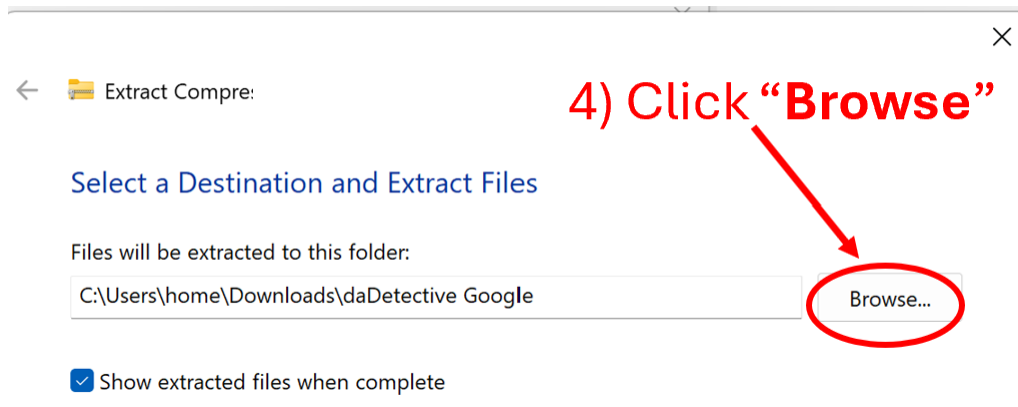 Extract Compre
4) Click “Browse”
Select a Destination and Extract Files
Files will be extracted to this folder:
C:\Users\home\Downloads\daDetective Google
Browse...
Show extracted files when complete